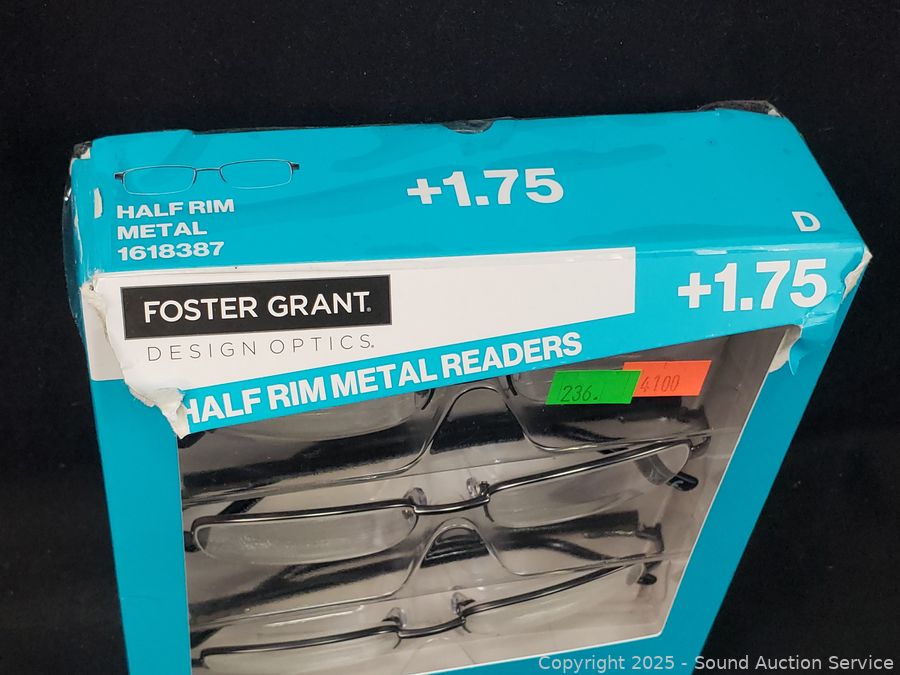 +1.75
HALF RIM
METAL
1618387
D
FOSTER GRANT®
+1.75
DESIGN OPTICS®
HALF RIM METAL READERS
236.
4100
Copyright 2025 - Sound Auction Service